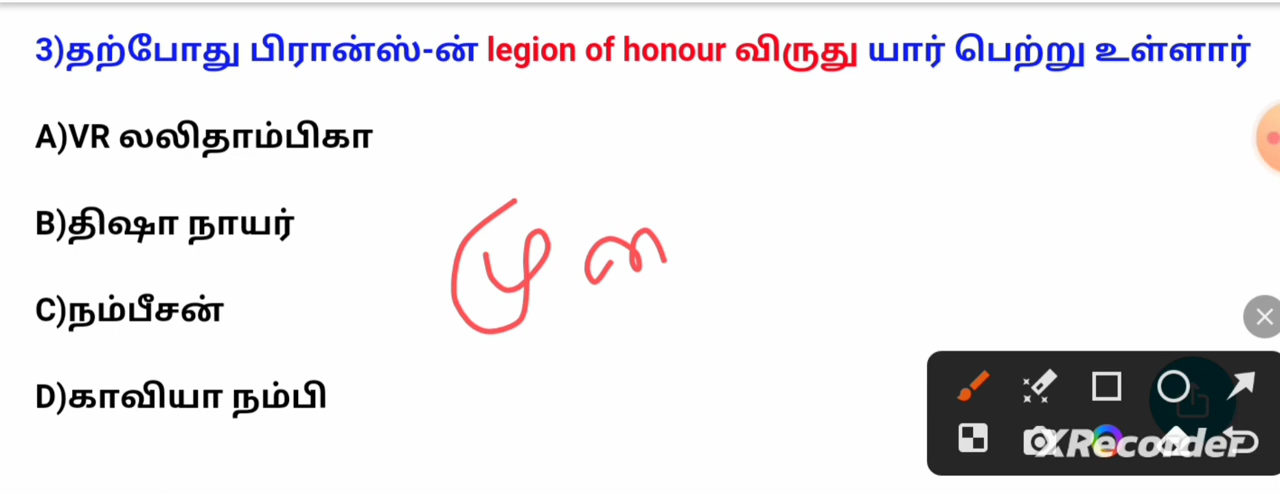 3)தற்போது பிரான்ஸ்-ன் legion of honour விருது யார் பெற்று உள்ளார்
A)VR லலிதாம்பிகா
B)திஷா நாயர்
C)நம்பீசன்
D)காவியா நம்பி
XRecorder